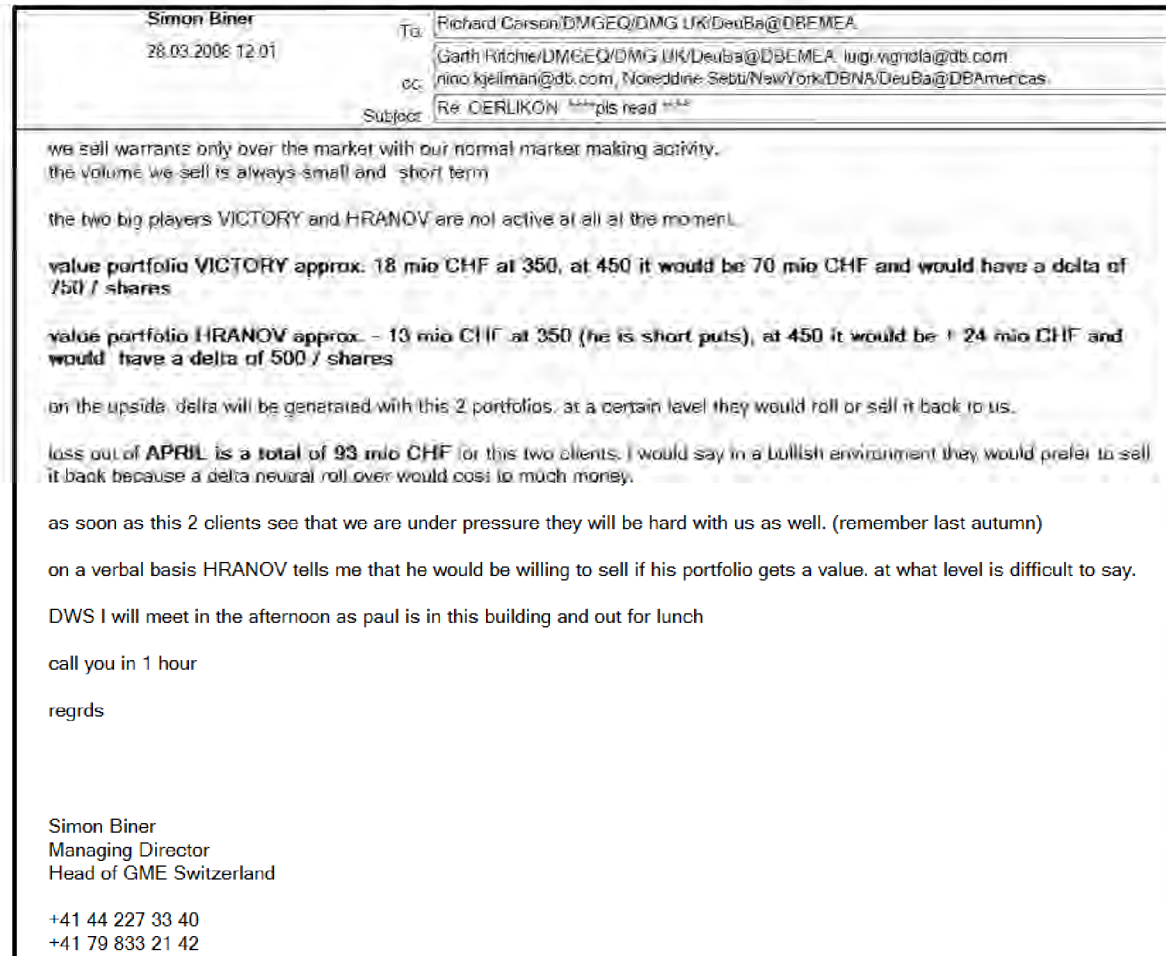 Simon Biner
28.03.2008 12.01
To Richard Carson/DMGEQ/DMG UK/DeuBa@DBEMEA
Garth Ritchie/DMGEQ/DMG UK/DeuBa@DBEMEA, luigi.vignola@db.com
cc nino.kjellman@db.com, Noreddine Sebti/NewYork/DBNA/DeuBa@DBAmericas
Subject Re: OERLIKON ****pls read ****
we sell warrants only over the market with our normal market making activity.
the volume we sell is always small and short term
the two big players VICTORY and HRANOV are not active at all at the moment.
value portfolio VICTORY approx. 18 mio CHF at 350, at 450 it would be 70 mio CHF and would have a delta of
750 / shares
value portfolio HRANOV approx. - 13 mio CHF at 350 (he is short puts), at 450 it would be + 24 mio CHF and
would have a delta of 500 / shares
on the upside, delta will be generated with this 2 portfolios. at a certain level they would roll or sell it back to us.
loss out of APRIL is a total of 93 mio CHF for this two clients. I would say in a bullish environment they would prefer to sell
it back because a delta neutral roll over would cost to much money.
as soon as this 2 clients see that we are under pressure they will be hard with us as well. (remember last autumn)
on a verbal basis HRANOV tells me that he would be willing to sell if his portfolio gets a value. at what level is difficult to say.
DWS I will meet in the afternoon as paul is in this building and out for lunch
call you in 1 hour
regrds
Simon Biner
Managing Director
Head of GME Switzerland
+41 44 227 33 40
+41 79 833 21 42